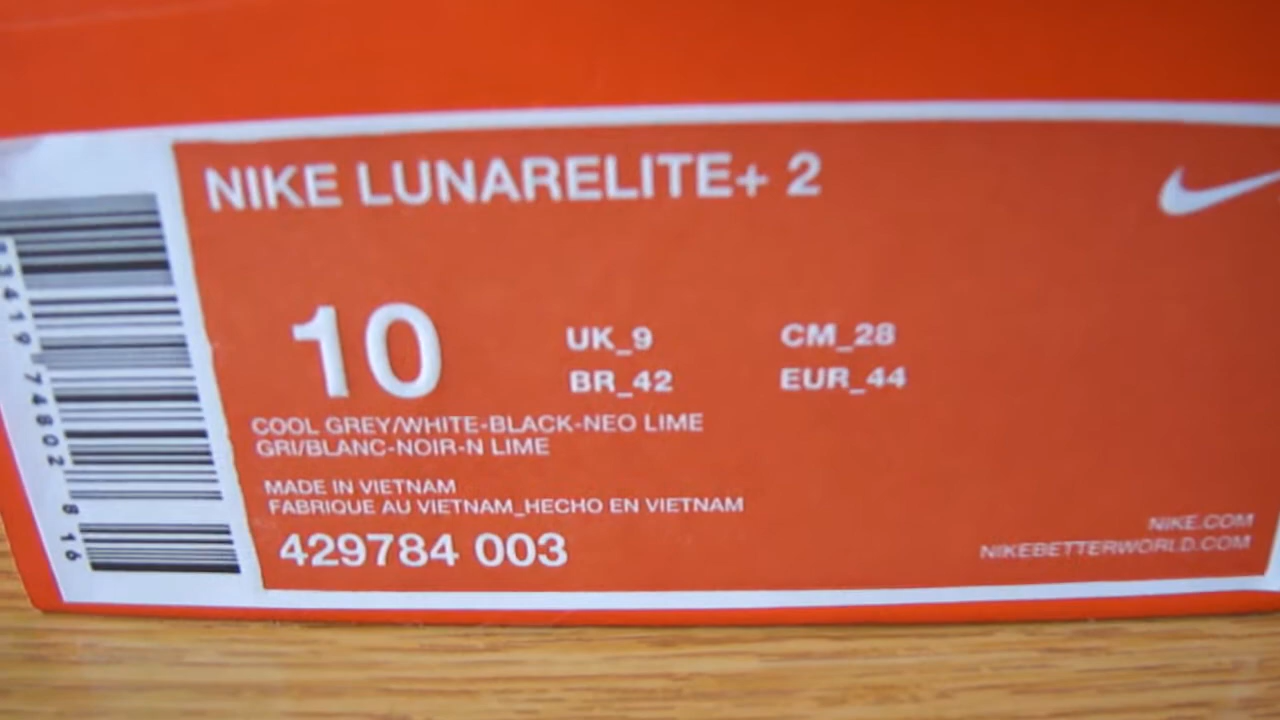 NIKE LUNARELITE+ 2
10
UK_9
CM_28
BR_42
EUR_44
COOL GREY/WHITE-BLACK-NEO LIME
GRI/BLANC-NOIR-N LIME
MADE IN VIETNAM
FABRIQUE AU VIETNAM_HECHO EN VIETNAM
429784 003
NIKE.COM
NIKEBETTERWORLD.COM